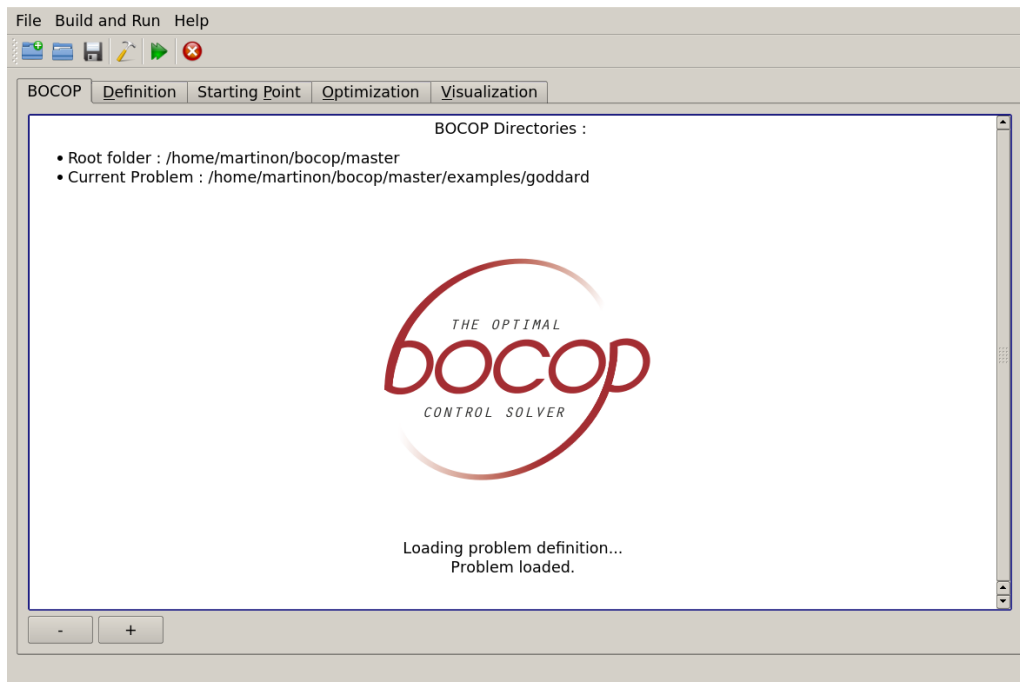 File Build and Run Help
BOCOP Definition Starting Point Optimization Visualization
BOCOP Directories :
• Root folder : /home/martinon/bocop/master
• Current Problem : /home/martinon/bocop/master/examples/goddard
THE OPTIMAL
bocop
CONTROL SOLVER
Loading problem definition...
Problem loaded.
- +